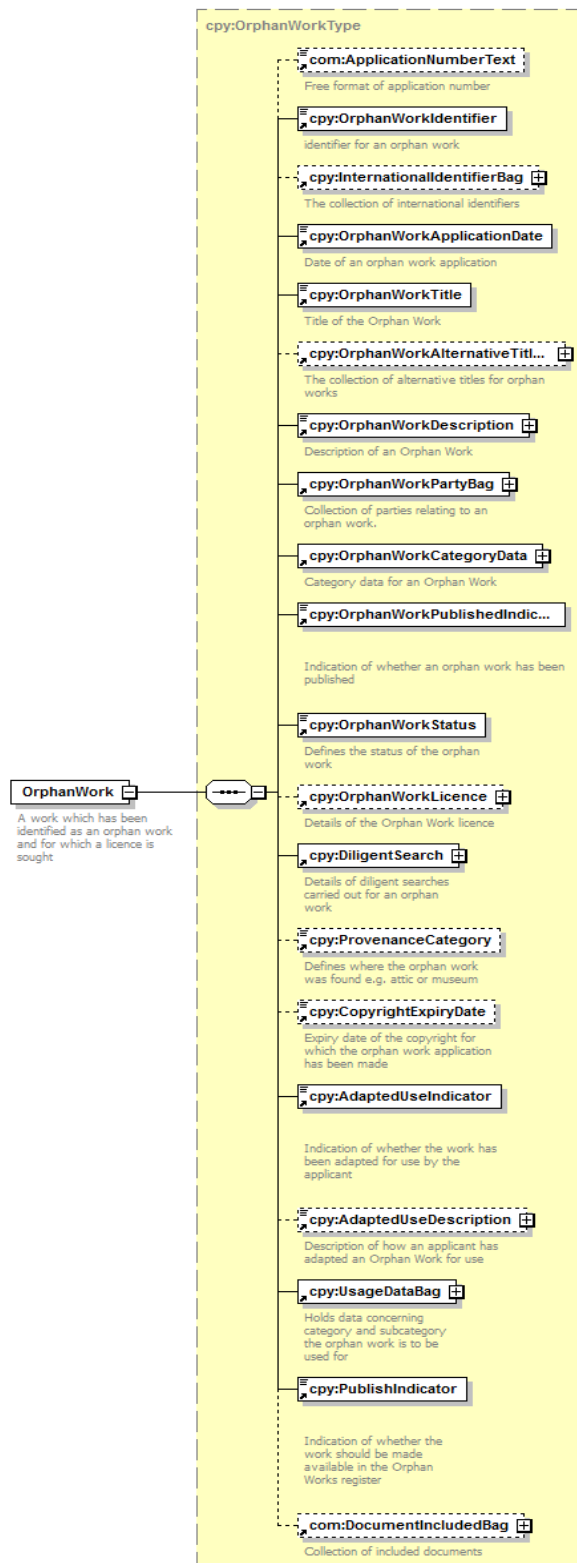 cpy:OrphanWorkType
com:ApplicationNumberText
Free format of application number
cpy:OrphanWorkIdentifier
identifier for an orphan work
cpy:InternationalIdentifierBag
The collection of international identifiers
cpy:OrphanWorkApplicationDate
Date of an orphan work application
cpy:OrphanWorkTitle
Title of the Orphan Work
cpy:OrphanWorkAlternativeTitl...
The collection of alternative titles for orphan
works
cpy:OrphanWorkDescription
Description of an Orphan Work
cpy:OrphanWorkPartyBag
Collection of parties relating to an
orphan work.
cpy:OrphanWorkCategoryData
Category data for an Orphan Work
cpy:OrphanWorkPublishedIndic...
Indication of whether an orphan work has been
published
cpy:OrphanWorkStatus
Defines the status of the orphan
work
OrphanWork
A work which has been
identified as an orphan work
and for which a licence is
sought
cpy:OrphanWorkLicence
Details of the Orphan Work licence
cpy:DiligentSearch
Details of diligent searches
carried out for an orphan
work
cpy:ProvenanceCategory
Defines where the orphan work
was found e.g. attic or museum
cpy:CopyrightExpiryDate
Expiry date of the copyright for
which the orphan work application
has been made
cpy:AdaptedUseIndicator
Indication of whether the work has
been adapted for use by the
applicant
cpy:AdaptedUseDescription
Description of how an applicant has
adapted an Orphan Work for use
cpy:UsageDataBag
Holds data concerning
category and subcategory
the orphan work is to be
used for
cpy:PublishIndicator
Indication of whether the
work should be made
available in the Orphan
Works register
com:DocumentIncludedBag
Collection of included documents